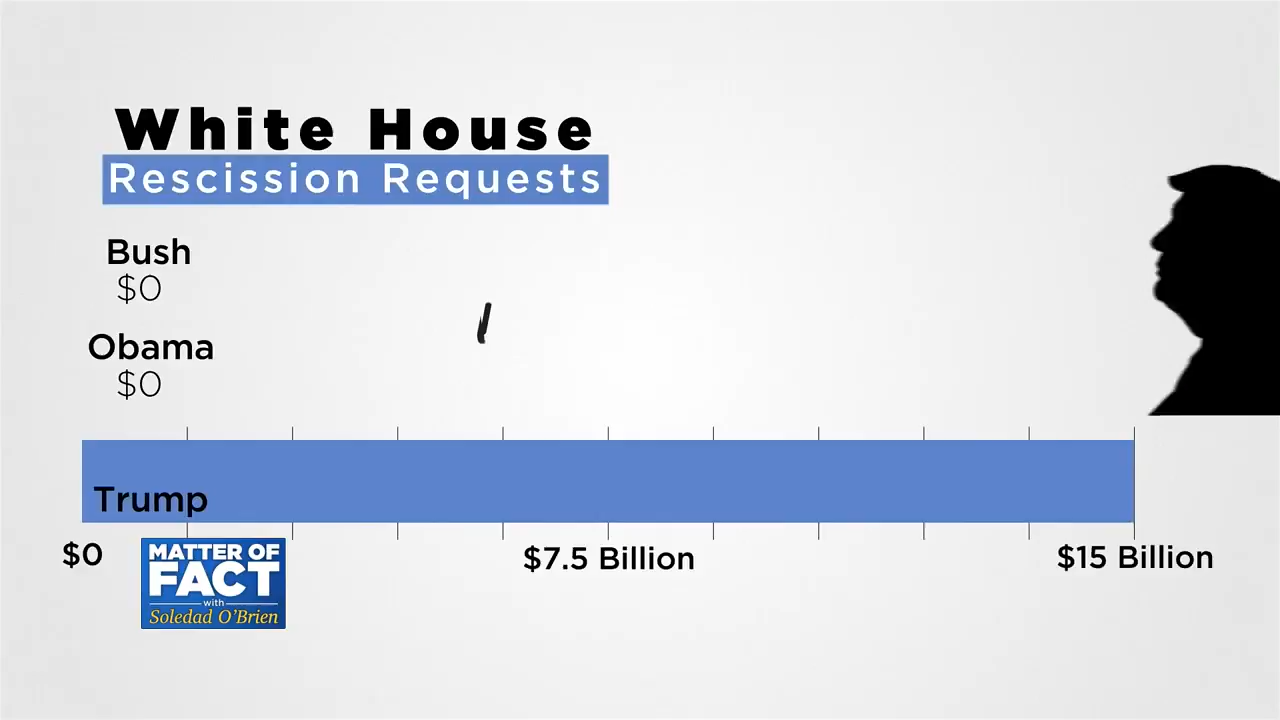 White House
Rescission Requests
Bush
$0
Obama
$0
Trump
$0
$7.5 Billion
$15 Billion
MATTER OF
FACT
with
Soledad O'Brien